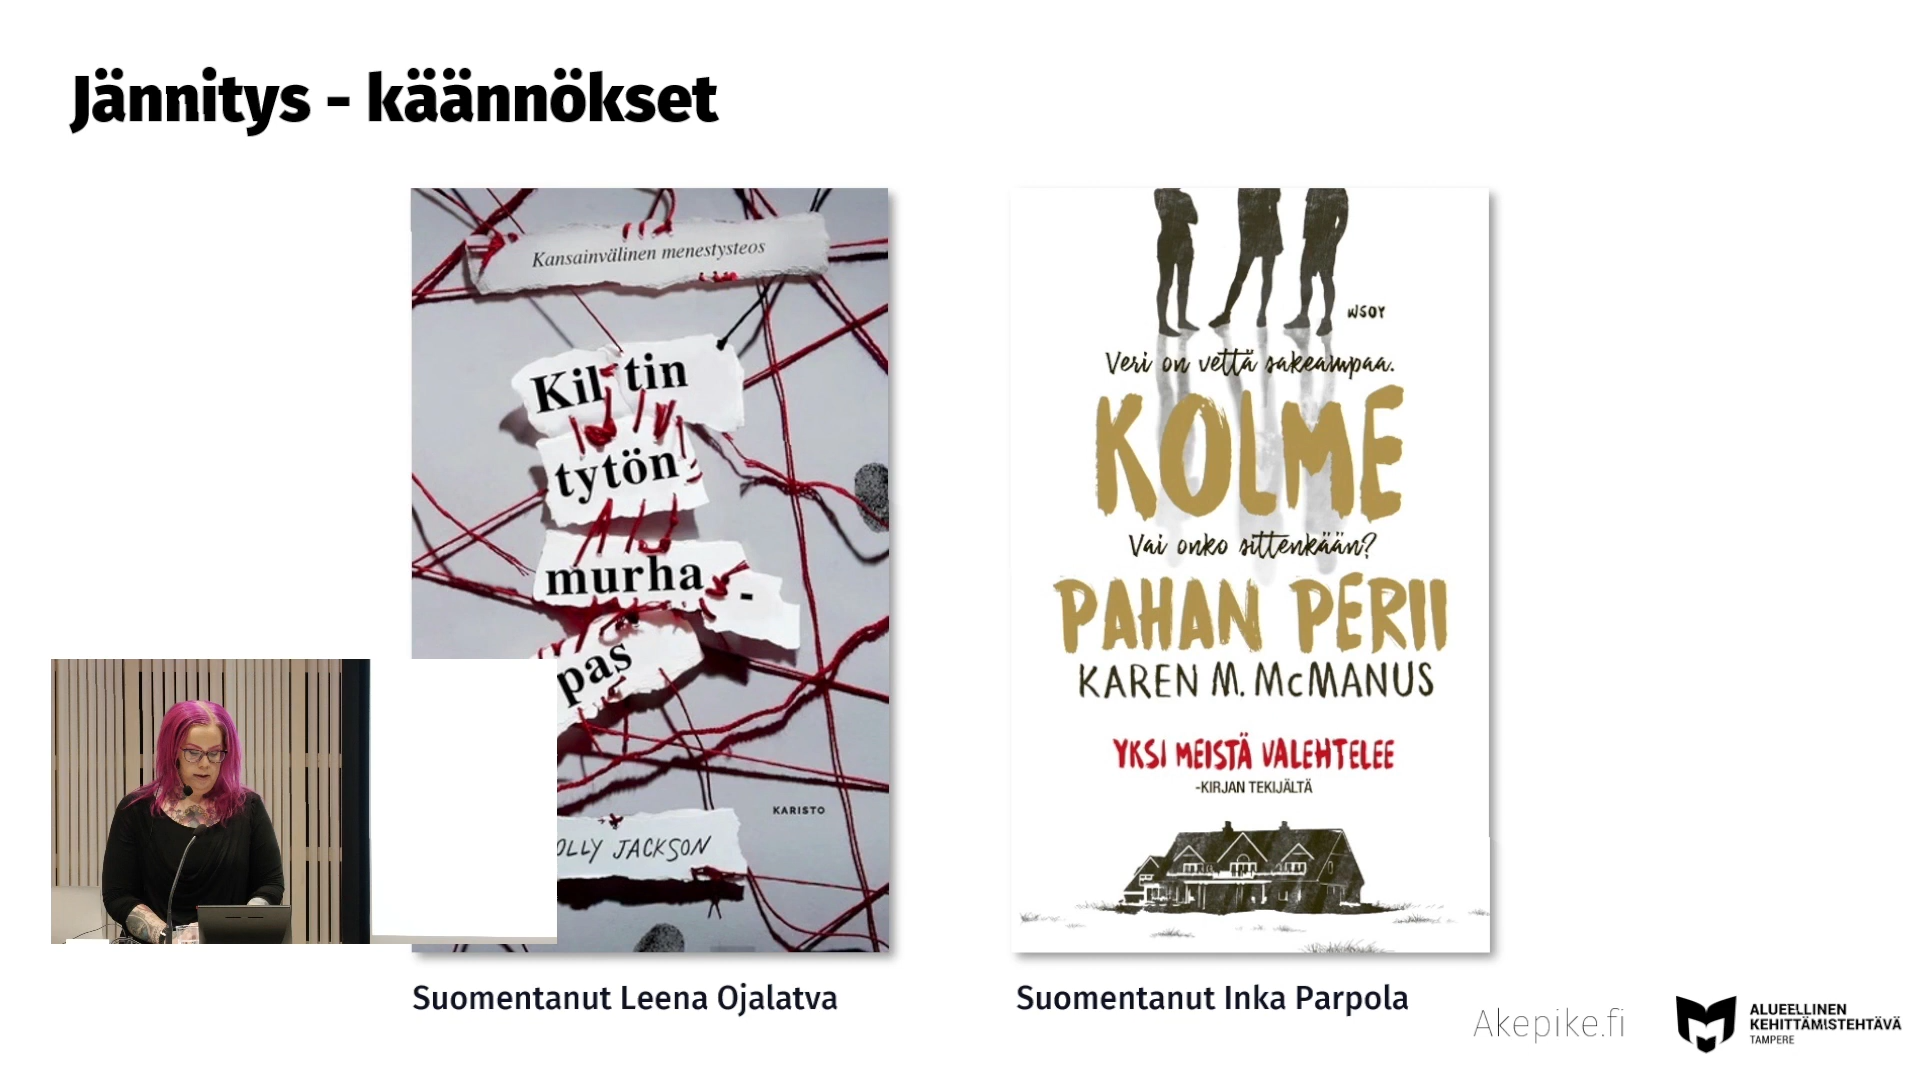 Jännitys - käännökset
Kansainvälinen menestysteos
Kiltin
tytön
murha-
pas
OLLY JACKSON
KARISTO
Suomentanut Leena Ojalatva
WSOY
Veri on vettä sakeampaa.
KOLME
Vai onko sittenkään?
PAHAN PERII
KAREN M. McMANUS
YKSI MEISTÄ VALEHTELEE
-KIRJAN TEKIJÄLTÄ
Suomentanut Inka Parpola
Akepike.fi
ALUEELLINEN
KEHITTÄMISTEHTÄVÄ
TAMPERE